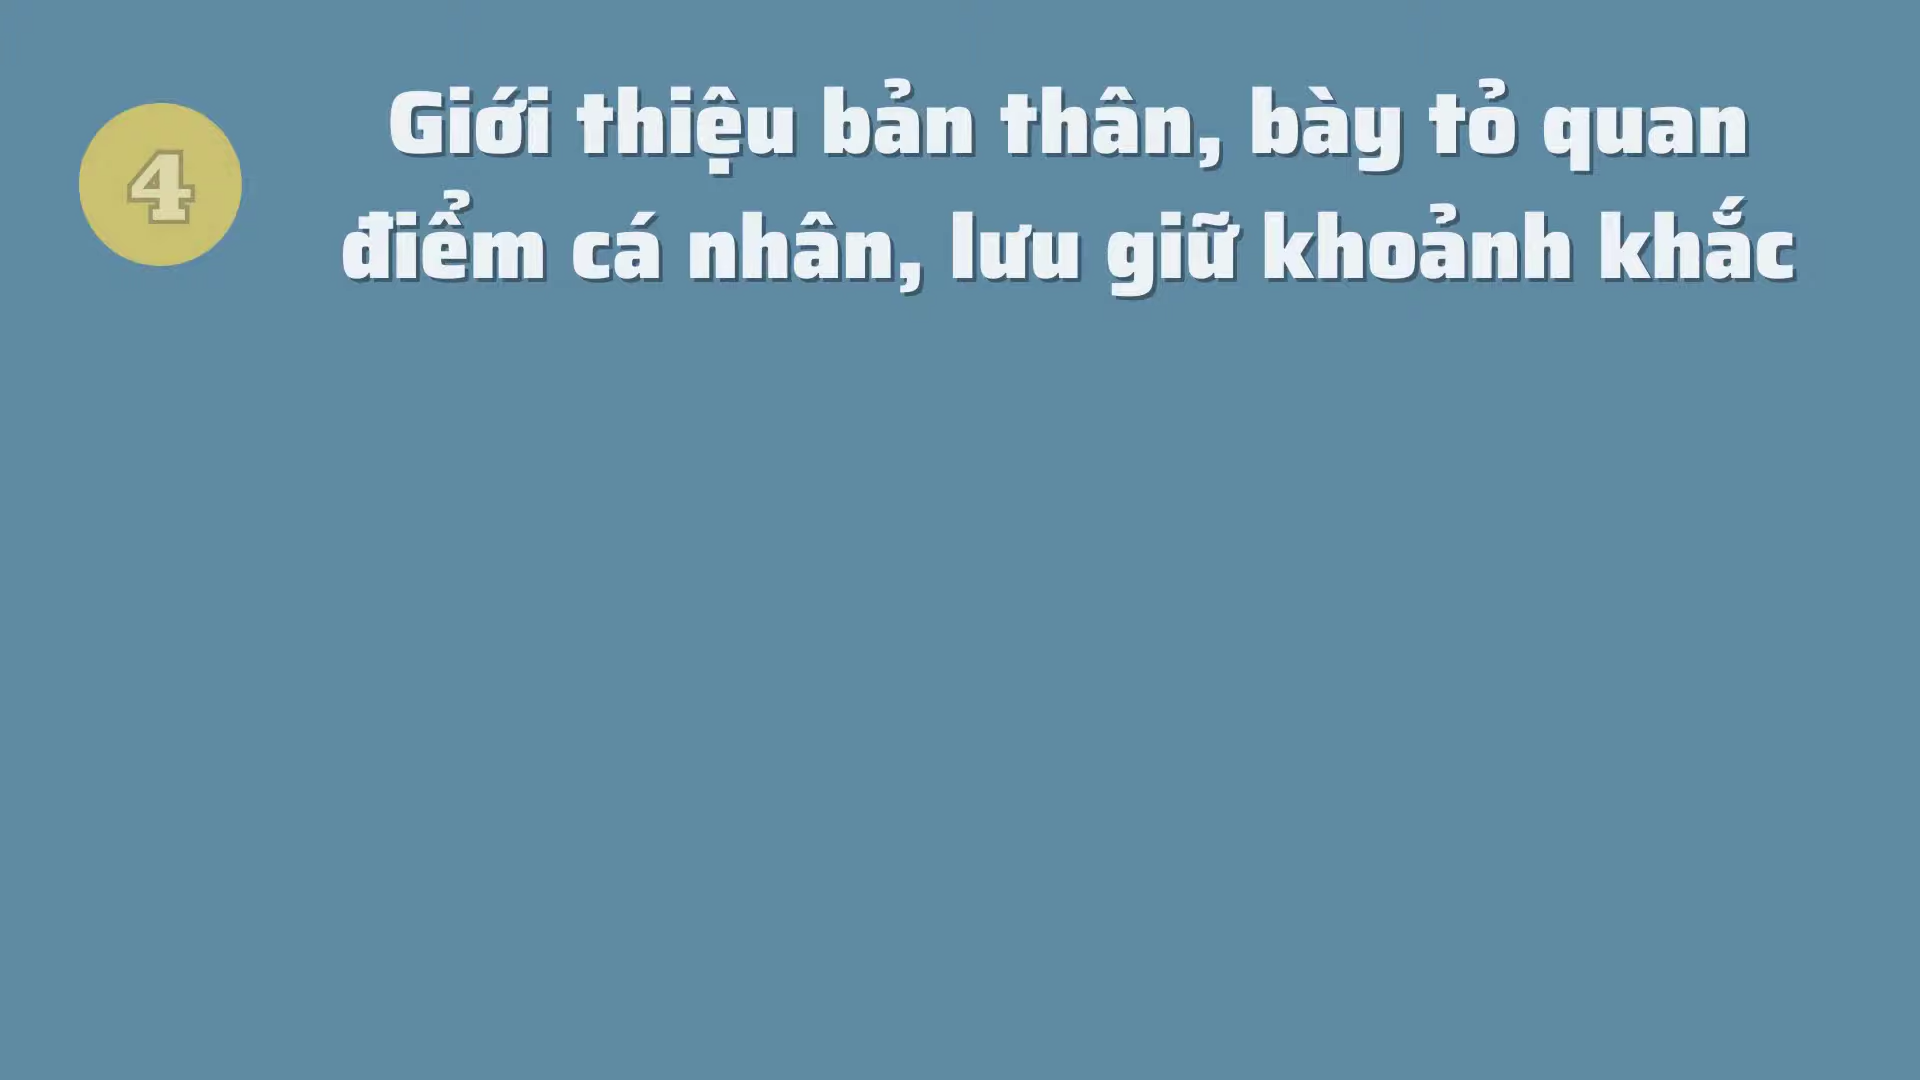 4
Giới thiệu bản thân, bày tỏ quan
điểm cá nhân, lưu giữ khoảnh khắc